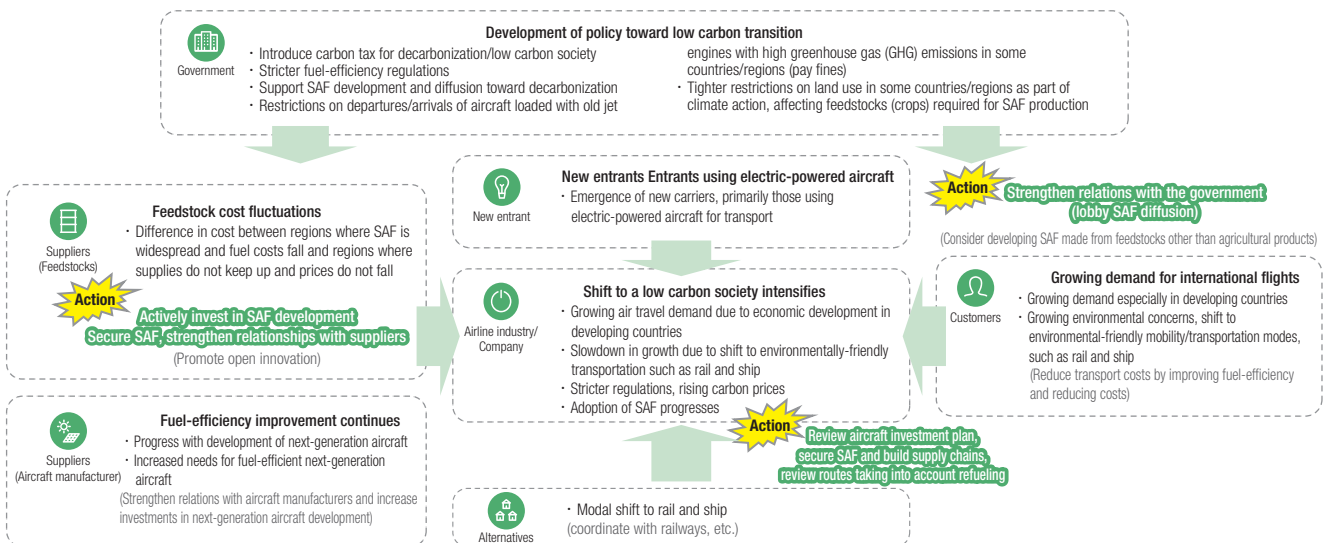 Development of policy toward low carbon transition
Government
・Introduce carbon tax for decarbonization/low carbon society
・Stricter fuel-efficiency regulations
・Support SAF development and diffusion toward decarbonization
・Restrictions on departures/arrivals of aircraft loaded with old jet
engines with high greenhouse gas (GHG) emissions in some
countries/regions (pay fines)
・Tighter restrictions on land use in some countries/regions as part of
climate action, affecting feedstocks (crops) required for SAF production
Suppliers
(Feedstocks)
Feedstock cost fluctuations
・Difference in cost between regions where SAF is
widespread and fuel costs fall and regions where
supplies do not keep up and prices do not fall
Action
Actively invest in SAF development
Secure SAF, strengthen relationships with suppliers
(Promote open innovation)
Suppliers
(Aircraft manufacturer)
Fuel-efficiency improvement continues
・Progress with development of next-generation aircraft
・Increased needs for fuel-efficient next-generation
aircraft
(Strengthen relations with aircraft manufacturers and increase
investments in next-generation aircraft development)
New entrant
New entrants Entrants using electric-powered aircraft
・Emergence of new carriers, primarily those using
electric-powered aircraft for transport
Airline industry/
Company
Shift to a low carbon society intensifies
・Growing air travel demand due to economic development in
developing countries
・Slowdown in growth due to shift to environmentally-friendly
transportation such as rail and ship
・Stricter regulations, rising carbon prices
・Adoption of SAF progresses
Action
Review aircraft investment plan,
secure SAF and build supply chains,
review routes taking into account refueling
Alternatives
・Modal shift to rail and ship
(coordinate with railways, etc.)
Action
Strengthen relations with the government
(lobby SAF diffusion)
(Consider developing SAF made from feedstocks other than agricultural products)
Customers
Growing demand for international flights
・Growing demand especially in developing countries
・Growing environmental concerns, shift to
environmental-friendly mobility/transportation modes,
such as rail and ship
(Reduce transport costs by improving fuel-efficiency
and reducing costs)